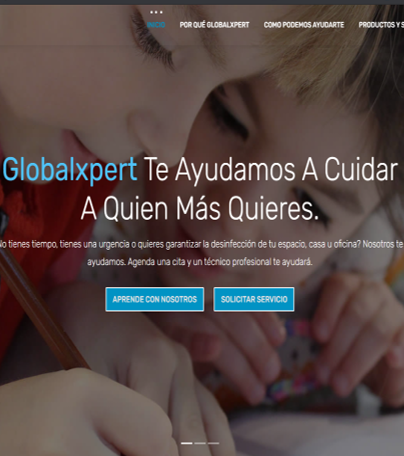 INICIO POR QUÉ GLOBALXPERT COMO PODEMOS AYUDARTE PRODUCTOS Y S
Globalxpert Te Ayudamos A Cuidar
A Quien Más Quieres.
No tienes tiempo, tienes una urgencia o quieres garantizar la desinfección de tu espacio, casa u oficina? Nosotros te
ayudamos. Agenda una cita y un técnico profesional te ayudará.
APRENDE CON NOSOTROS SOLICITAR SERVICIO